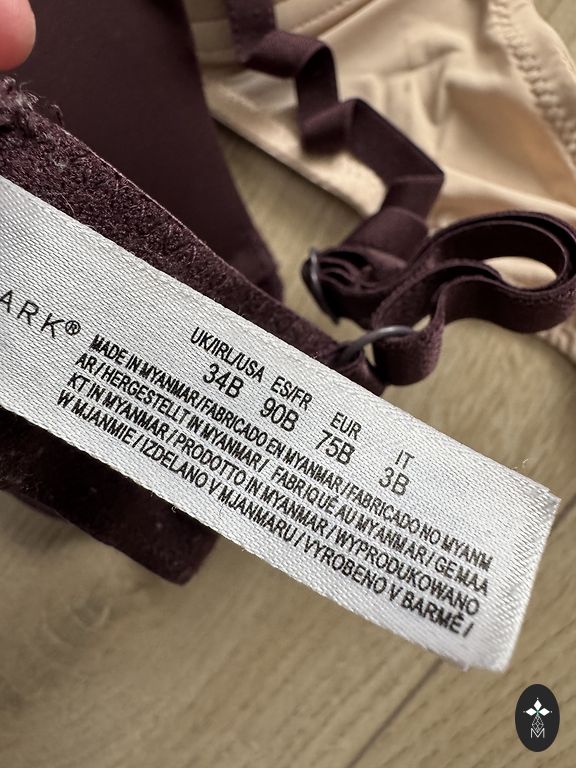 ARK®
UK/IRL/USA ES/FR EUR IT
34B 90B 75B 3B
MADE IN MYANMAR/FABRICADO EN MYANMAR/FABRICADO NO MYANM
AR/HERGESTELLT IN MYANMAR/ FABRIQUÉ AU MYANMAR/ GEMAA
KT IN MYANMAR/PRODOTTO IN MYANMAR/ WYPRODUKOWANO
W MJANMIE/IZDELANO V MJANMARU/ VYROBENO V BARMĚ/
M